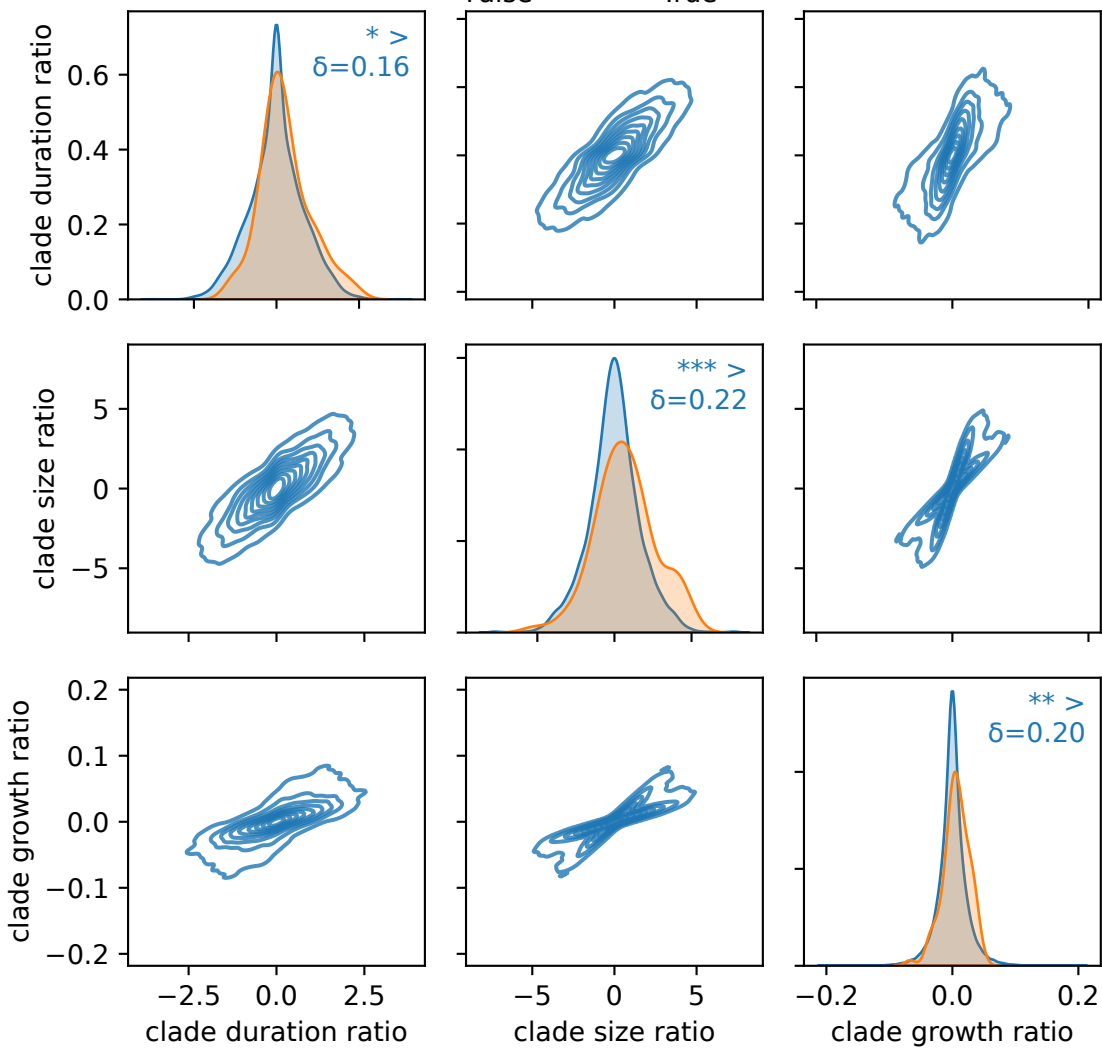 False True
clade duration ratio
0.6
0.4
0.2
0.0
* >
δ=0.16
clade size ratio
5
0
−5
*** >
δ=0.22
clade growth ratio
0.2
0.1
0.0
−0.1
−0.2
** >
δ=0.20
−2.5 0.0 2.5
−5 0 5
−0.2 0.0 0.2
clade duration ratio
clade size ratio
clade growth ratio